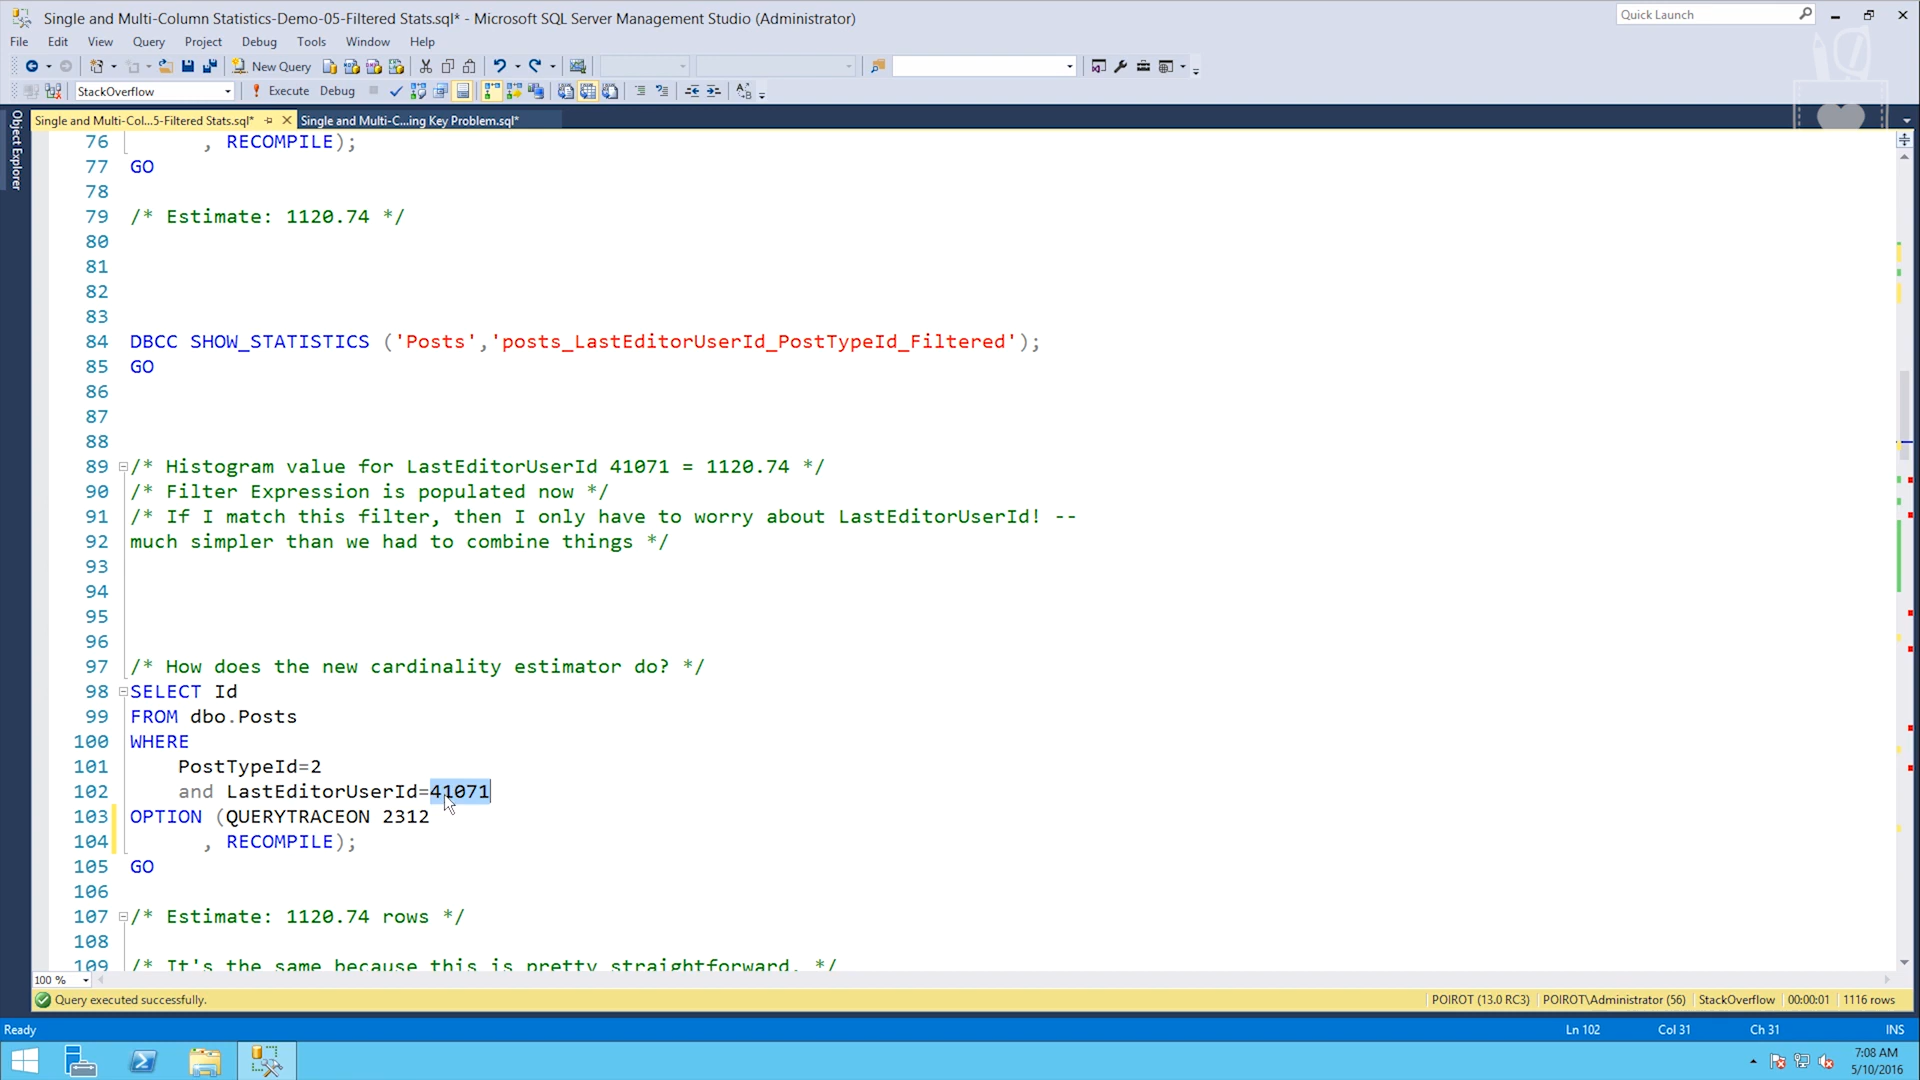 Single and Multi-Column Statistics-Demo-05-Filtered Stats.sql* - Microsoft SQL Server Management Studio (Administrator)
Quick Launch
File Edit View Query Project Debug Tools Window Help
New Query
StackOverflow
Execute Debug
Single and Multi-Col...5-Filtered Stats.sql*
Single and Multi-C...ing Key Problem.sql*
Object Explorer
76 , RECOMPILE);
77 GO
78
79 /* Estimate: 1120.74 */
80
81
82
83
84 DBCC SHOW_STATISTICS ('Posts','posts_LastEditorUserId_PostTypeId_Filtered');
85 GO
86
87
88
89 /* Histogram value for LastEditorUserId 41071 = 1120.74 */
90 /* Filter Expression is populated now */
91 /* If I match this filter, then I only have to worry about LastEditorUserId! --
92 much simpler than we had to combine things */
93
94
95
96
97 /* How does the new cardinality estimator do? */
98 SELECT Id
99 FROM dbo.Posts
100 WHERE
101 PostTypeId=2
102 and LastEditorUserId=41071
103 OPTION (QUERYTRACEON 2312
104 , RECOMPILE);
105 GO
106
107 /* Estimate: 1120.74 rows */
108
109 /* It's the same because this is pretty straightforward. */
100 %
Query executed successfully.
POIROT (13.0 RC3) POIROT\Administrator (56) StackOverflow 00:00:01 1116 rows
Ready
Ln 102 Col 31 Ch 31 INS
7:08 AM
5/10/2016